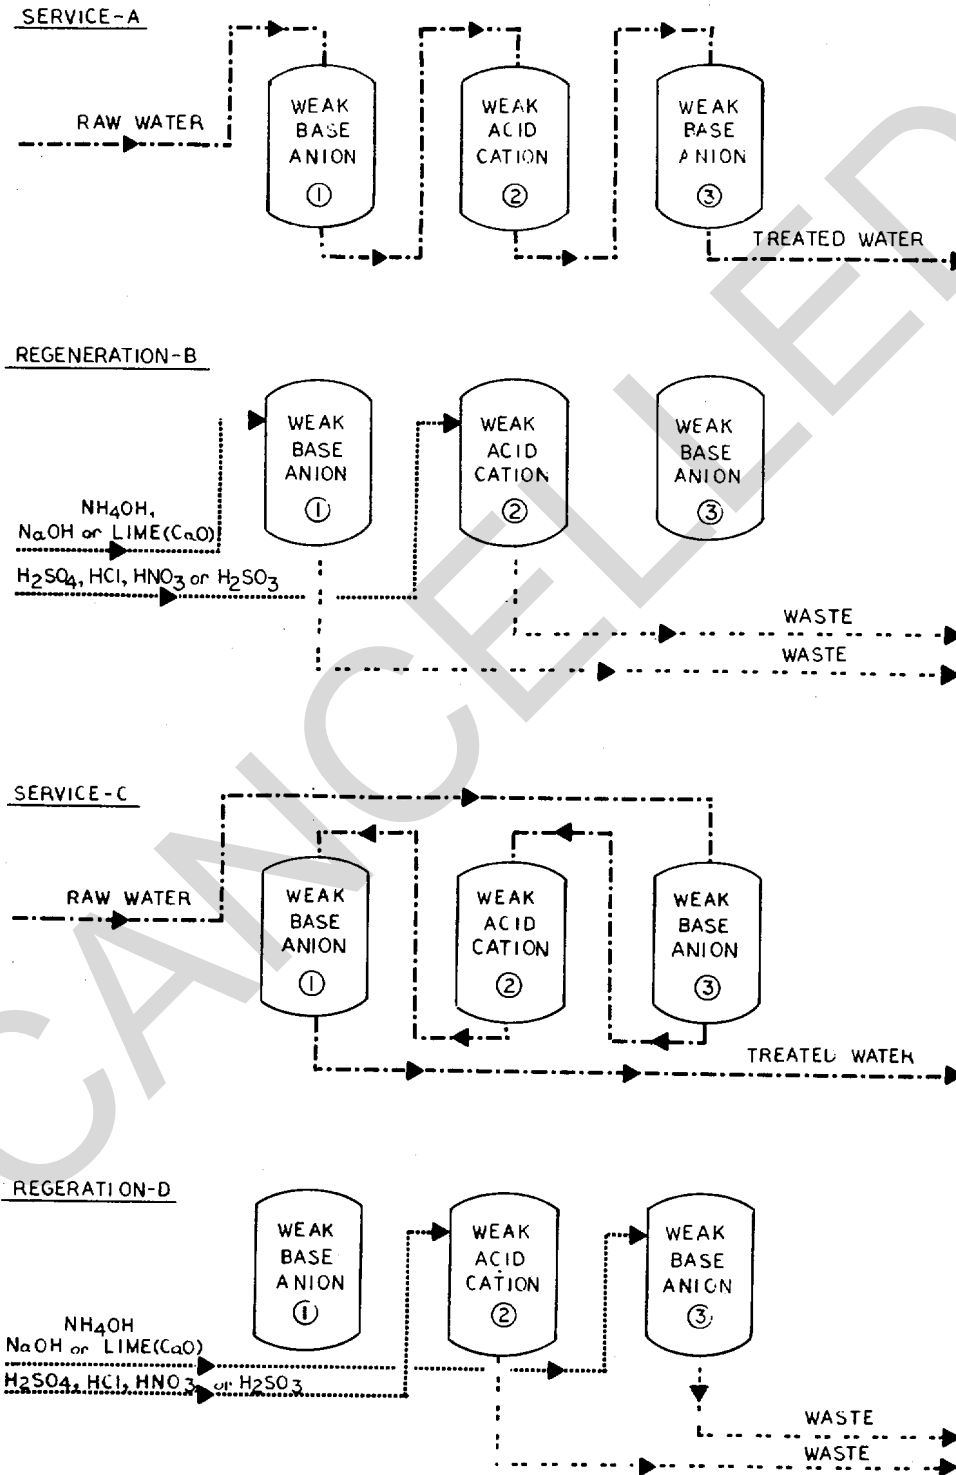 SERVICE-A
RAW WATER
WEAK
BASE
ANION
①
WEAK
ACID
CATION
②
WEAK
BASE
ANION
③
TREATED WATER
REGENERATION-B
WEAK
BASE
ANION
①
WEAK
ACID
CATION
②
WEAK
BASE
ANION
③
NH₄OH,
NaOH or LIME(CaO)
H₂SO₄, HCl, HNO₃ or H₂SO₃
WASTE
WASTE
SERVICE-C
RAW WATER
WEAK
BASE
ANION
①
WEAK
ACID
CATION
②
WEAK
BASE
ANION
③
TREATED WATER
REGERATION-D
WEAK
BASE
ANION
①
WEAK
ACID
CATION
②
WEAK
BASE
ANION
③
NH₄OH
NaOH or LIME(CaO)
H₂SO₄, HCl, HNO₃, or H₂SO₃
WASTE
WASTE
CANCELLED